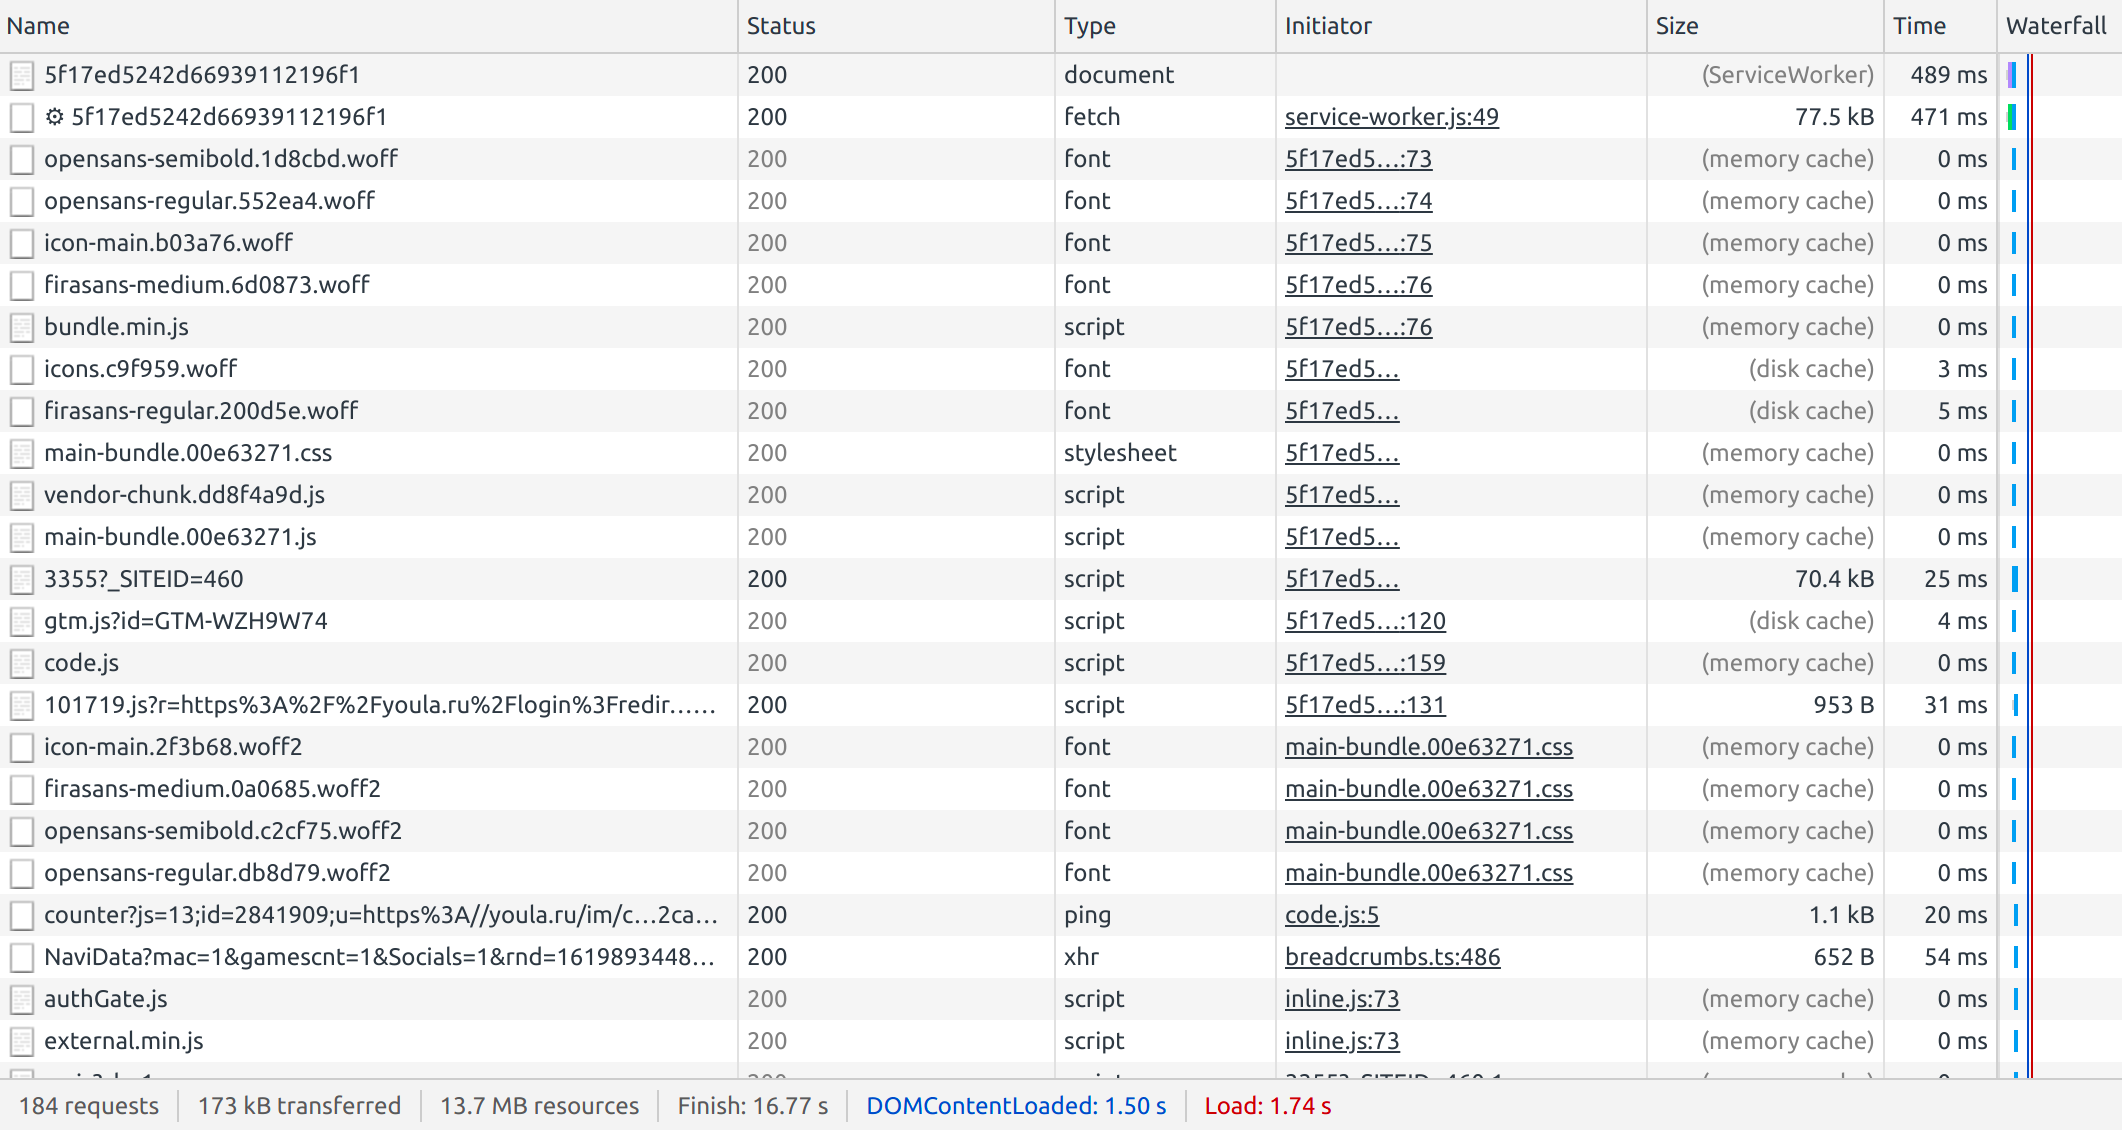 Name Status Type Initiator Size Time Waterfall
5f17ed5242d66939112196f1 200 document (ServiceWorker) 489 ms
⚙ 5f17ed5242d66939112196f1 200 fetch service-worker.js:49 77.5 kB 471 ms
opensans-semibold.1d8cbd.woff 200 font 5f17ed5…:73 (memory cache) 0 ms
opensans-regular.552ea4.woff 200 font 5f17ed5…:74 (memory cache) 0 ms
icon-main.b03a76.woff 200 font 5f17ed5…:75 (memory cache) 0 ms
firasans-medium.6d0873.woff 200 font 5f17ed5…:76 (memory cache) 0 ms
bundle.min.js 200 script 5f17ed5…:76 (memory cache) 0 ms
icons.c9f959.woff 200 font 5f17ed5… (disk cache) 3 ms
firasans-regular.200d5e.woff 200 font 5f17ed5… (disk cache) 5 ms
main-bundle.00e63271.css 200 stylesheet 5f17ed5… (memory cache) 0 ms
vendor-chunk.dd8f4a9d.js 200 script 5f17ed5… (memory cache) 0 ms
main-bundle.00e63271.js 200 script 5f17ed5… (memory cache) 0 ms
3355?_SITEID=460 200 script 5f17ed5… 70.4 kB 25 ms
gtm.js?id=GTM-WZH9W74 200 script 5f17ed5…:120 (disk cache) 4 ms
code.js 200 script 5f17ed5…:159 (memory cache) 0 ms
101719.js?r=https%3A%2F%2Fyoula.ru%2Flogin%3Fredir…… 200 script 5f17ed5…:131 953 B 31 ms
icon-main.2f3b68.woff2 200 font main-bundle.00e63271.css (memory cache) 0 ms
firasans-medium.0a0685.woff2 200 font main-bundle.00e63271.css (memory cache) 0 ms
opensans-semibold.c2cf75.woff2 200 font main-bundle.00e63271.css (memory cache) 0 ms
opensans-regular.db8d79.woff2 200 font main-bundle.00e63271.css (memory cache) 0 ms
counter?js=13;id=2841909;u=https%3A//youla.ru/im/c…2ca… 200 ping code.js:5 1.1 kB 20 ms
NaviData?mac=1&gamescnt=1&Socials=1&rnd=1619893448… 200 xhr breadcrumbs.ts:486 652 B 54 ms
authGate.js 200 script inline.js:73 (memory cache) 0 ms
external.min.js 200 script inline.js:73 (memory cache) 0 ms
184 requests 173 kB transferred 13.7 MB resources Finish: 16.77 s DOMContentLoaded: 1.50 s Load: 1.74 s